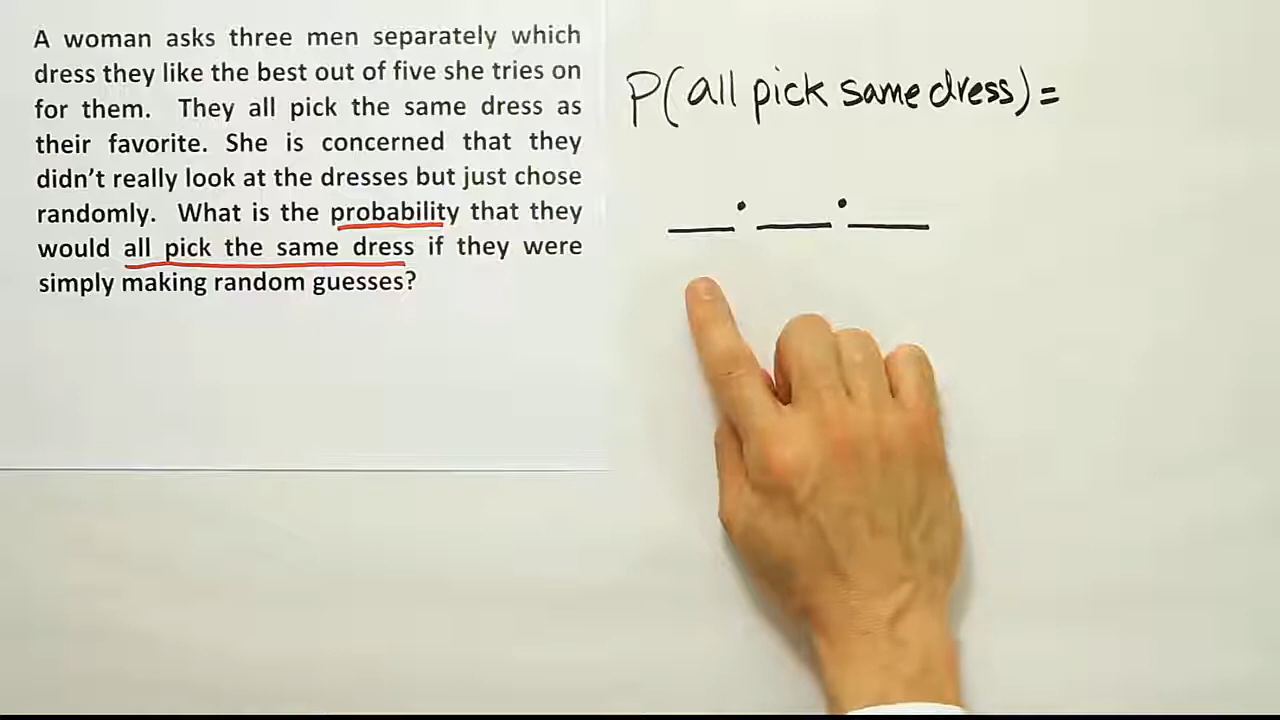 A woman asks three men separately which
dress they like the best out of five she tries on
for them. They all pick the same dress as
their favorite. She is concerned that they
didn't really look at the dresses but just chose
randomly. What is the probability that they
would all pick the same dress if they were
simply making random guesses?
P(all pick same dress) =
___ · ___ · ___